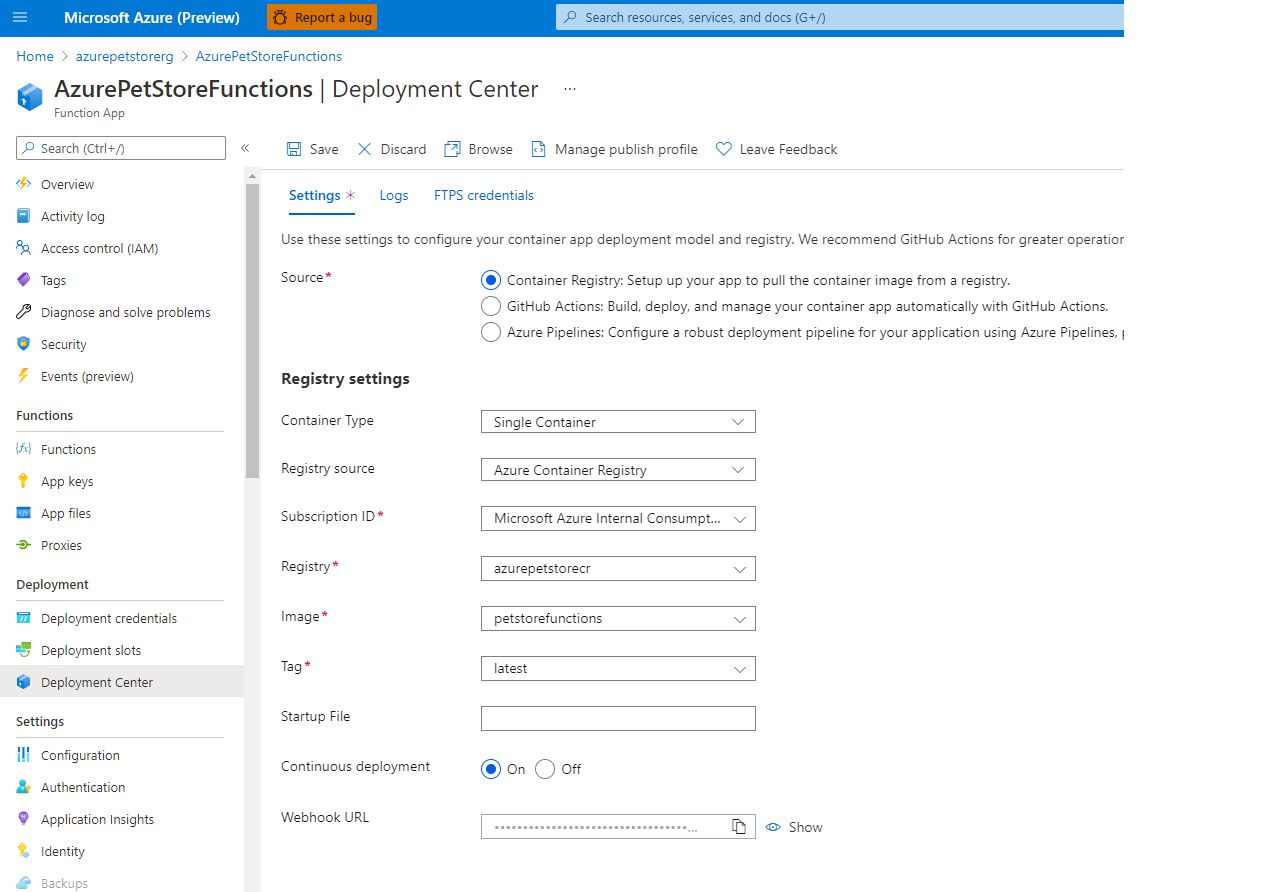 Microsoft Azure (Preview)
Report a bug
Search resources, services, and docs (G+/)
Home > azurepetstorerg > AzurePetStoreFunctions
AzurePetStoreFunctions | Deployment Center ...
Function App
Search (Ctrl+/)
«
Overview
Activity log
Access control (IAM)
Tags
Diagnose and solve problems
Security
Events (preview)
Functions
Functions
App keys
App files
Proxies
Deployment
Deployment credentials
Deployment slots
Deployment Center
Settings
Configuration
Authentication
Application Insights
Identity
Backups
Save Discard Browse Manage publish profile Leave Feedback
Settings * Logs FTPS credentials
Use these settings to configure your container app deployment model and registry. We recommend GitHub Actions for greater operation
Source*
Container Registry: Setup up your app to pull the container image from a registry.
GitHub Actions: Build, deploy, and manage your container app automatically with GitHub Actions.
Azure Pipelines: Configure a robust deployment pipeline for your application using Azure Pipelines,
Registry settings
Container Type Single Container
Registry source Azure Container Registry
Subscription ID* Microsoft Azure Internal Consumpt...
Registry* azurepetstorecr
Image* petstorefunctions
Tag* latest
Startup File
Continuous deployment On Off
Webhook URL ••••••••••••••••••••••••••••••••••... Show